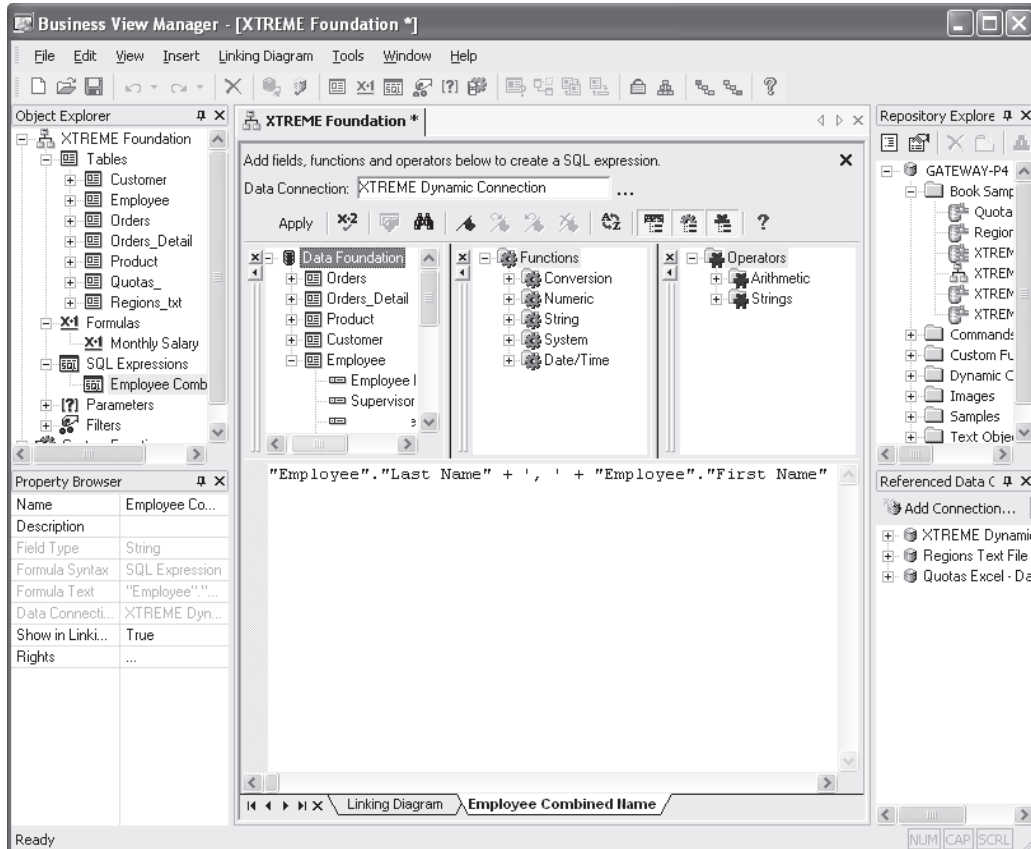 Business View Manager - [XTREME Foundation *]
File Edit View Insert Linking Diagram Tools Window Help
Object Explorer
XTREME Foundation
Tables
Customer
Employee
Orders
Orders_Detail
Product
Quotas_
Regions_txt
Formulas
Monthly Salary
SQL Expressions
Employee Comb
Parameters
Filters
Property Browser
Name Employee Co...
Description
Field Type String
Formula Syntax SQL Expression
Formula Text "Employee"."...
Data Connecti... XTREME Dyn...
Show in Linki... True
Rights ...
XTREME Foundation *
Add fields, functions and operators below to create a SQL expression.
Data Connection: XTREME Dynamic Connection ...
Apply
Data Foundation
Orders
Orders_Detail
Product
Customer
Employee
Employee I
Supervisor
Functions
Conversion
Numeric
String
System
Date/Time
Operators
Arithmetic
Strings
"Employee"."Last Name" + ', ' + "Employee"."First Name"
Linking Diagram Employee Combined Name
Repository Explore
GATEWAY-P4
Book Samp
Quota
Region
XTREM
XTREM
XTREM
XTREM
Commands
Custom Fu
Dynamic C
Images
Samples
Text Objec
Referenced Data C
Add Connection...
XTREME Dynami
Regions Text File
Quotas Excel - Da
Ready
NUM CAP SCRL